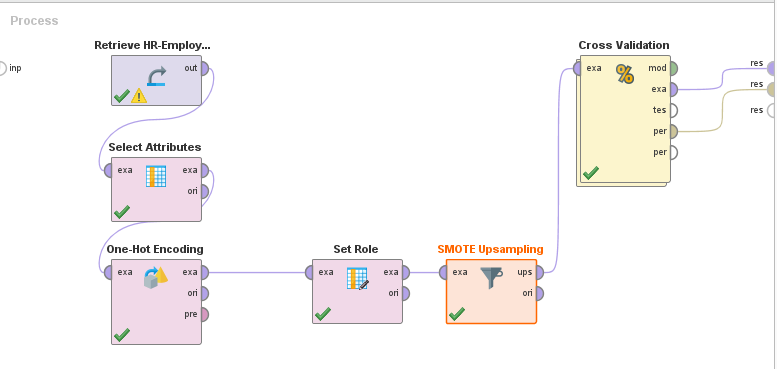 Process
inp
Retrieve HR-Employ...
out
Select Attributes
exa
exa
ori
One-Hot Encoding
exa
exa
ori
pre
Set Role
exa
exa
ori
SMOTE Upsampling
exa
ups
ori
Cross Validation
exa
%
mod
exa
tes
per
per
res
res
res